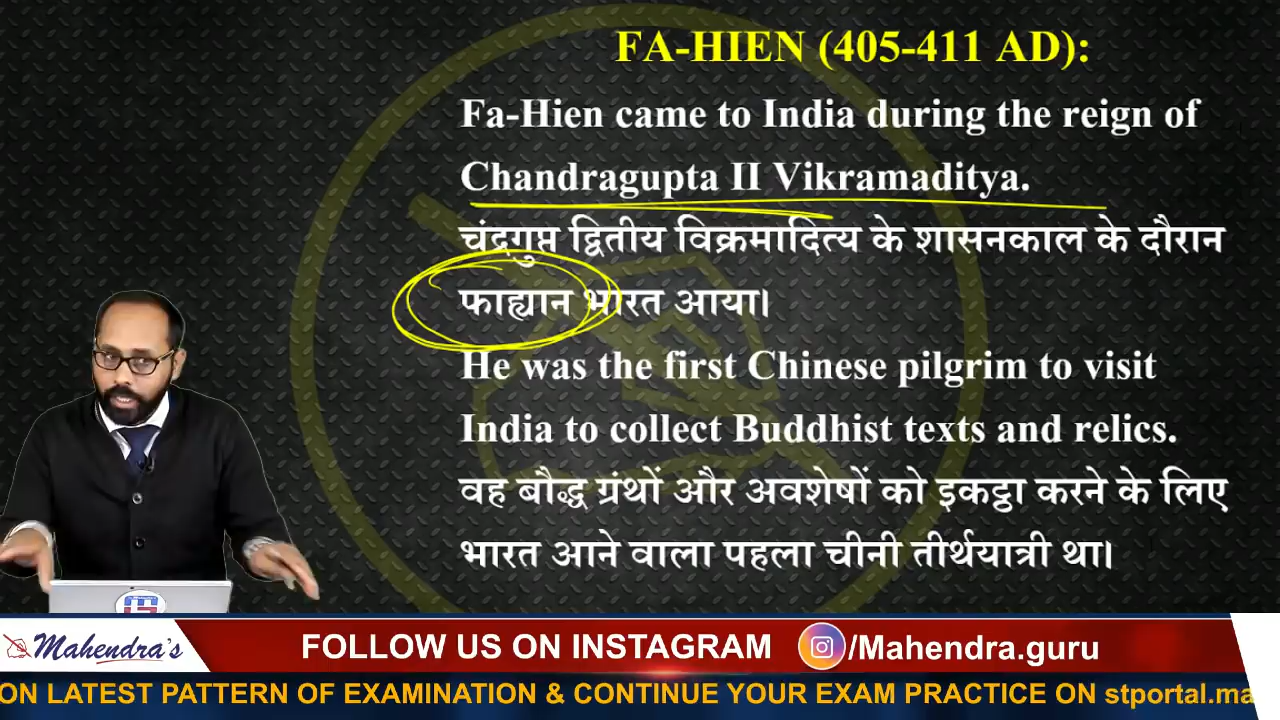 FA-HIEN (405-411 AD):
Fa-Hien came to India during the reign of
Chandragupta II Vikramaditya.
चंद्रगुप्त द्वितीय विक्रमादित्य के शासनकाल के दौरान
फाह्यान भारत आया।
He was the first Chinese pilgrim to visit
India to collect Buddhist texts and relics.
वह बौद्ध ग्रंथों और अवशेषों को इकट्ठा करने के लिए
भारत आने वाला पहला चीनी तीर्थयात्री था।
Mahendra's
FOLLOW US ON INSTAGRAM /Mahendra.guru
ON LATEST PATTERN OF EXAMINATION & CONTINUE YOUR EXAM PRACTICE ON stportal.ma